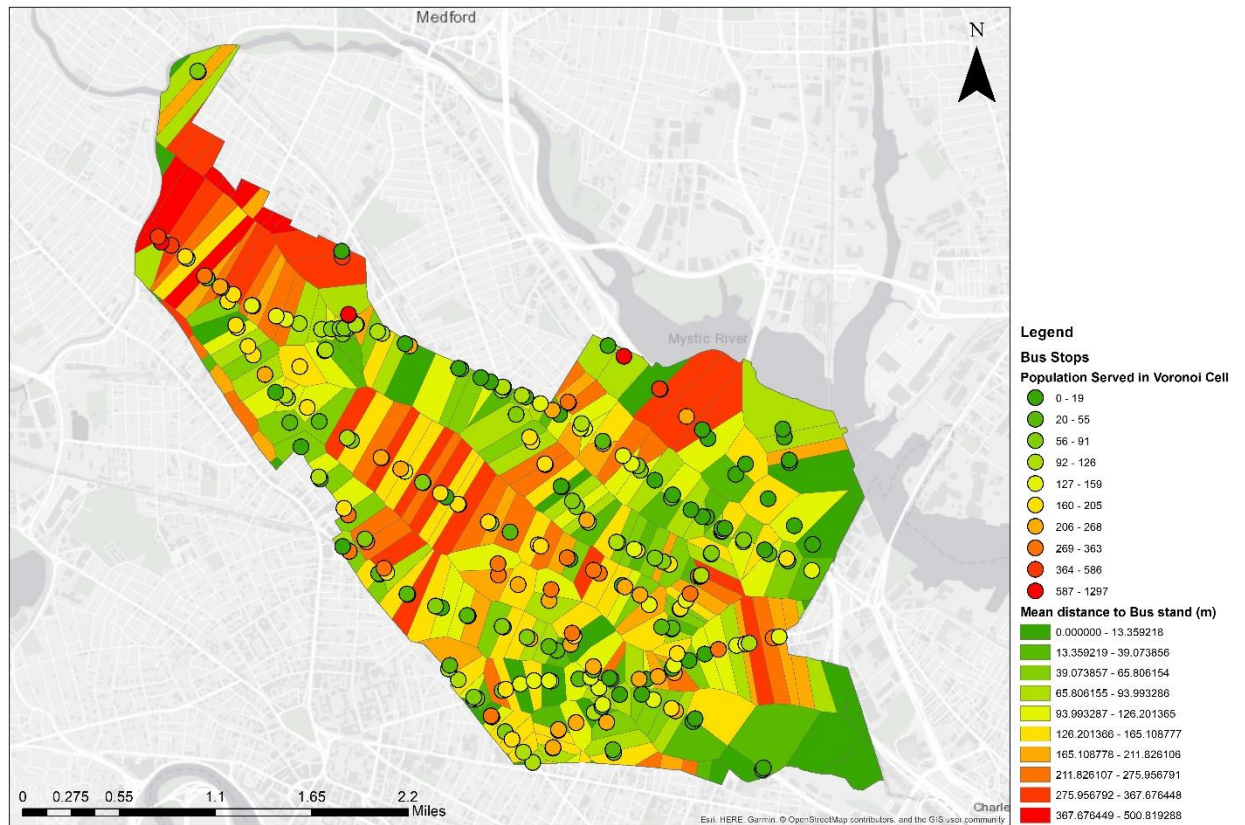 Medford
N
Mystic River
Legend
Bus Stops
Population Served in Voronoi Cell
0 - 19
20 - 55
56 - 91
92 - 126
127 - 159
160 - 205
206 - 268
269 - 363
364 - 586
587 - 1297
Mean distance to Bus stand (m)
0.000000 - 13.359218
13.359219 - 39.073856
39.073857 - 65.806154
65.806155 - 93.993286
93.993287 - 126.201365
126.201366 - 165.108777
165.108778 - 211.826106
211.826107 - 275.956791
275.956792 - 367.676448
367.676449 - 500.819288
0 0.275 0.55 1.1 1.65 2.2
Miles
Charle
Esri, HERE, Garmin, © OpenStreetMap contributors, and the GIS user community